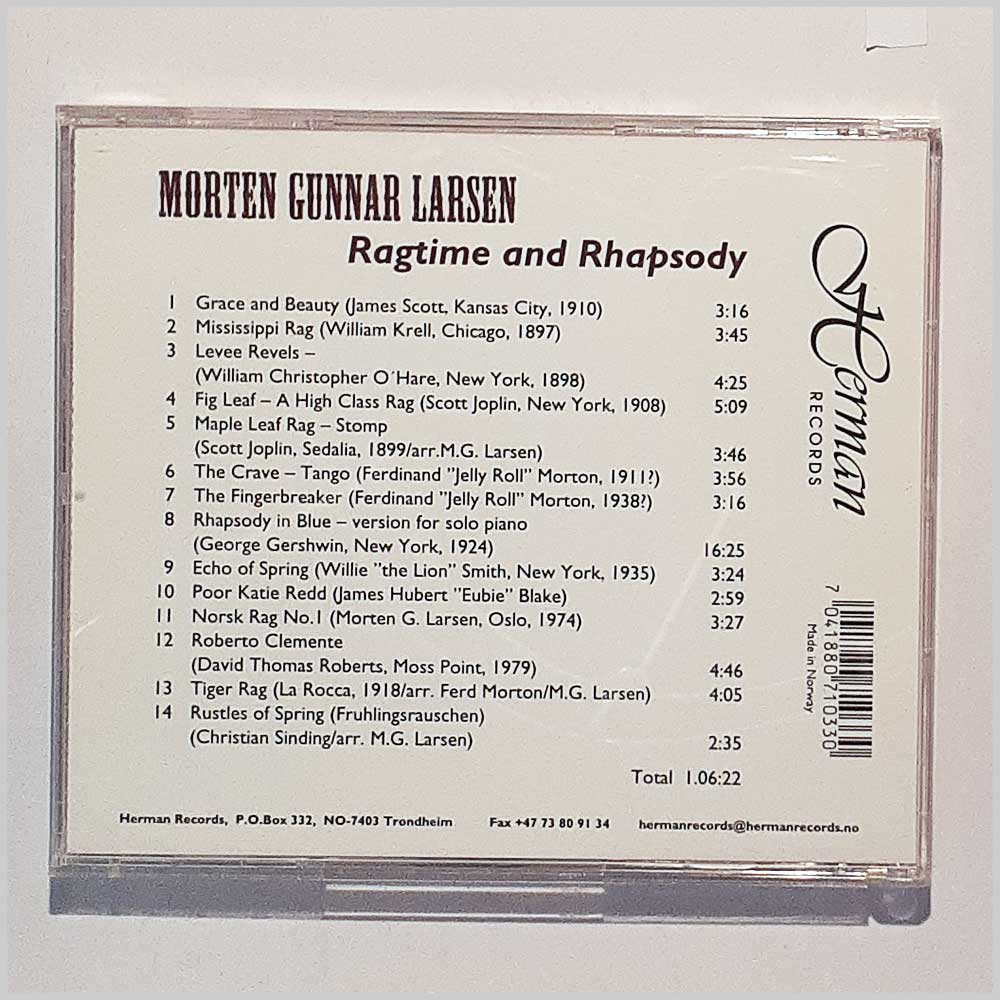 MORTEN GUNNAR LARSEN
Ragtime and Rhapsody
1 Grace and Beauty (James Scott, Kansas City, 1910) 3:16
2 Mississippi Rag (William Krell, Chicago, 1897) 3:45
3 Levee Revels –
(William Christopher O´Hare, New York, 1898) 4:25
4 Fig Leaf – A High Class Rag (Scott Joplin, New York, 1908) 5:09
5 Maple Leaf Rag – Stomp
(Scott Joplin, Sedalia, 1899/arr.M.G. Larsen) 3:46
6 The Crave – Tango (Ferdinand "Jelly Roll" Morton, 1911?) 3:56
7 The Fingerbreaker (Ferdinand "Jelly Roll" Morton, 1938?) 3:16
8 Rhapsody in Blue – version for solo piano
(George Gershwin, New York, 1924) 16:25
9 Echo of Spring (Willie "the Lion" Smith, New York, 1935) 3:24
10 Poor Katie Redd (James Hubert "Eubie" Blake) 2:59
11 Norsk Rag No.1 (Morten G. Larsen, Oslo, 1974) 3:27
12 Roberto Clemente
(David Thomas Roberts, Moss Point, 1979) 4:46
13 Tiger Rag (La Rocca, 1918/arr. Ferd Morton/M.G. Larsen) 4:05
14 Rustles of Spring (Fruhlingsrauschen)
(Christian Sinding/arr. M.G. Larsen) 2:35
Total 1.06:22
Herman Records, P.O.Box 332, NO-7403 Trondheim Fax +47 73 80 91 34 hermanrecords@hermanrecords.no
Herman
RECORDS
7 041880 710330
Made in Norway